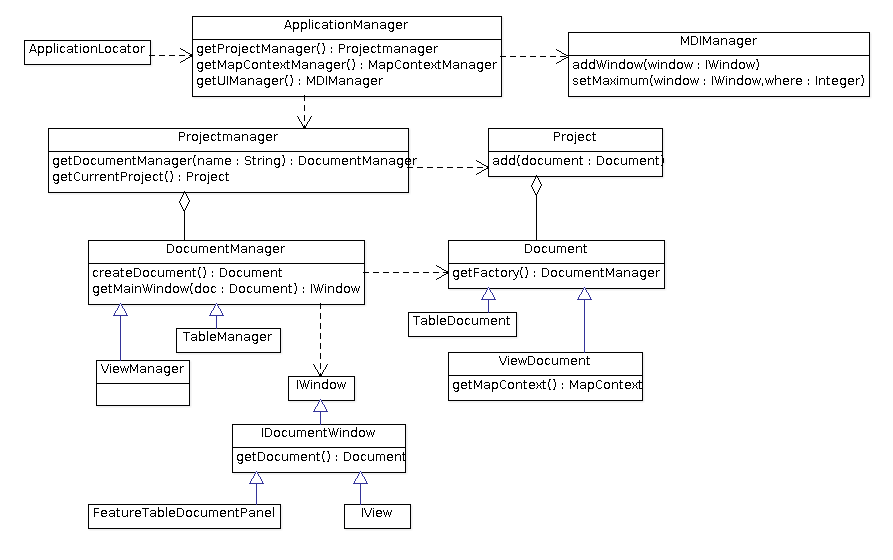 ApplicationManager
ApplicationLocator
getProjectManager() : Projectmanager
getMapContextManager() : MapContextManager
getUIManager() : MDIManager
MDIManager
addWindow(window : IWindow)
setMaximum(window : IWindow,where : Integer)
Projectmanager
getDocumentManager(name : String) : DocumentManager
getCurrentProject() : Project
Project
add(document : Document)
DocumentManager
createDocument() : Document
getMainWindow(doc : Document) : IWindow
Document
getFactory() : DocumentManager
TableDocument
TableManager
ViewManager
ViewDocument
getMapContext() : MapContext
IWindow
IDocumentWindow
getDocument() : Document
FeatureTableDocumentPanel
IView